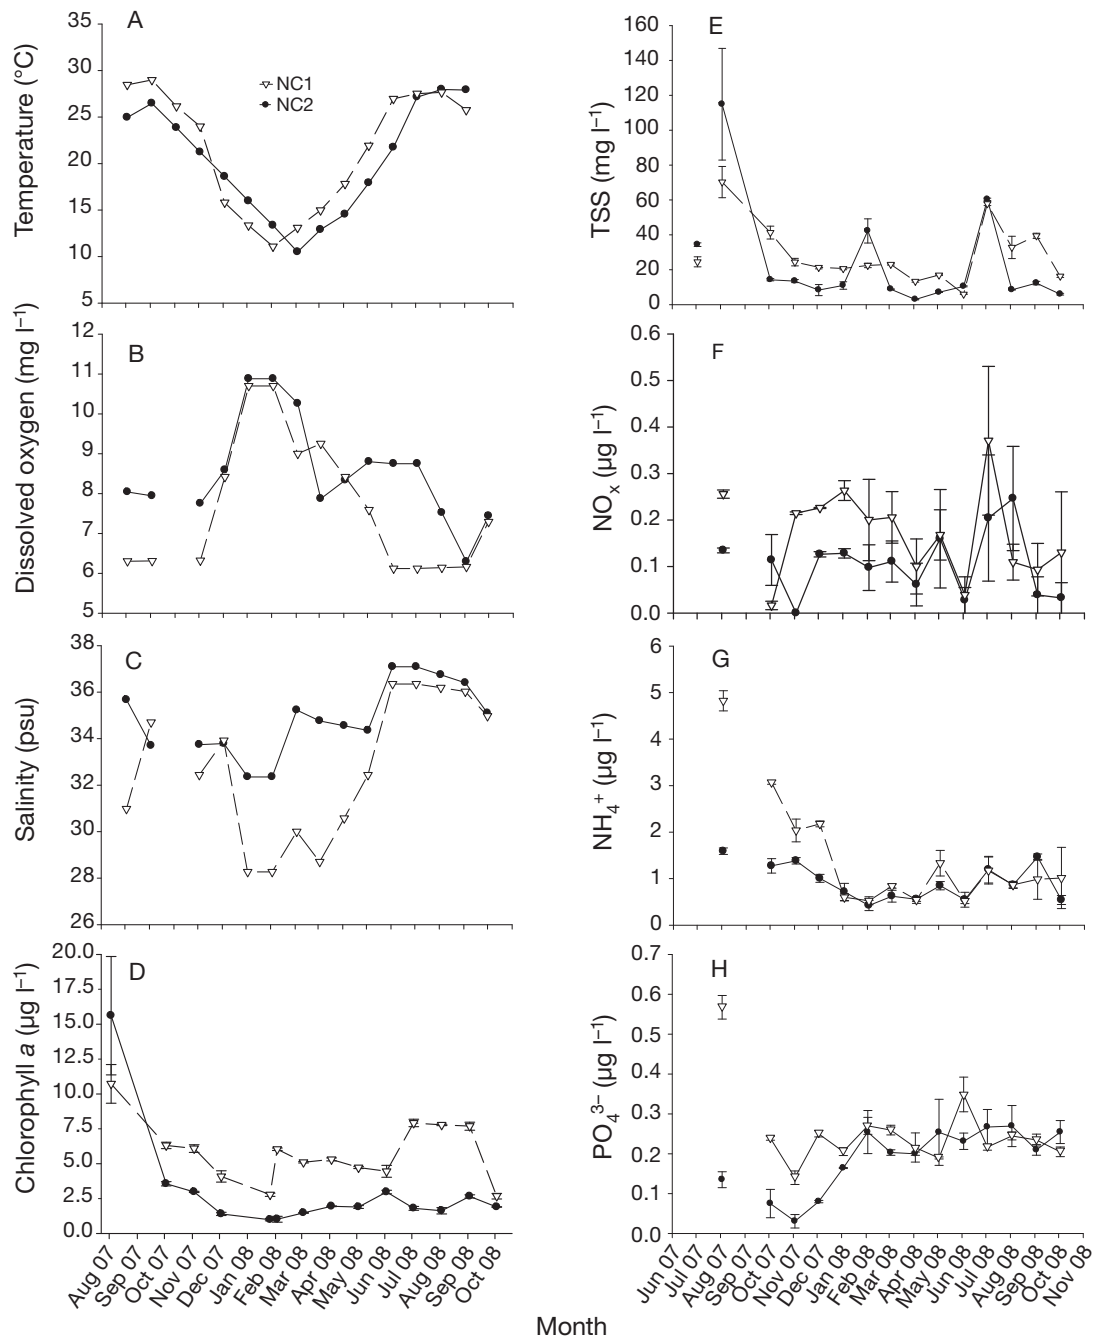 A
Temperature (°C)
35
30
25
20
15
10
5
NC1
NC2
B
Dissolved oxygen (mg l⁻¹)
12
11
10
9
8
7
6
5
C
Salinity (psu)
38
36
34
32
30
28
26
D
Chlorophyll a (µg l⁻¹)
20.0
17.5
15.0
12.5
10.0
7.5
5.0
2.5
0.0
Aug 07
Sep 07
Oct 07
Nov 07
Dec 07
Jan 08
Feb 08
Mar 08
Apr 08
May 08
Jun 08
Jul 08
Aug 08
Sep 08
Oct 08
E
TSS (mg l⁻¹)
160
140
120
100
80
60
40
20
0
F
NOₓ (µg l⁻¹)
0.6
0.5
0.4
0.3
0.2
0.1
0.0
G
NH₄⁺ (µg l⁻¹)
6
5
4
3
2
1
0
H
PO₄³⁻ (µg l⁻¹)
0.7
0.6
0.5
0.4
0.3
0.2
0.1
0.0
Jun 07
Jul 07
Aug 07
Sep 07
Oct 07
Nov 07
Dec 07
Jan 08
Feb 08
Mar 08
Apr 08
May 08
Jun 08
Jul 08
Aug 08
Sep 08
Oct 08
Nov 08
Month